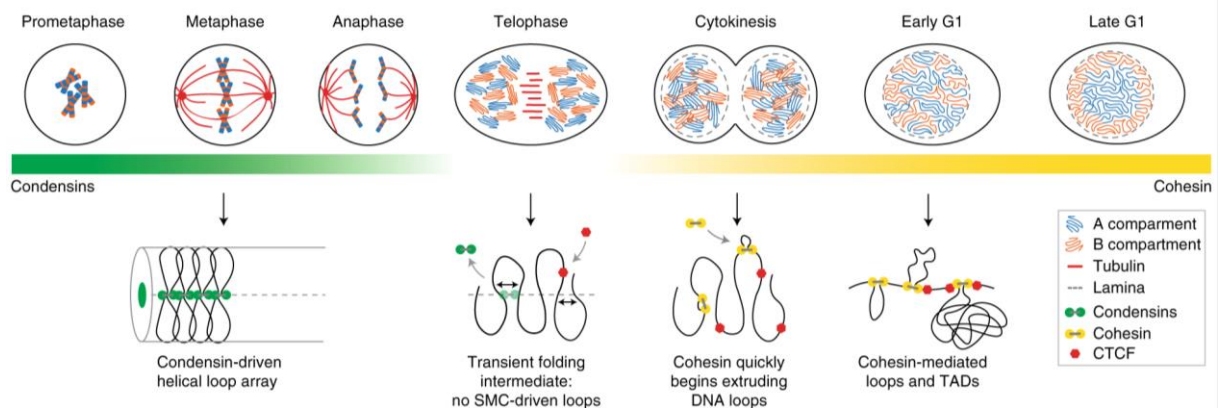 Prometaphase
Metaphase
Anaphase
Telophase
Cytokinesis
Early G1
Late G1
Condensins
Cohesin
Condensin-driven
helical loop array
Transient folding
intermediate:
no SMC-driven loops
Cohesin quickly
begins extruding
DNA loops
Cohesin-mediated
loops and TADs
A comparment
B compartment
Tubulin
Lamina
Condensins
Cohesin
CTCF